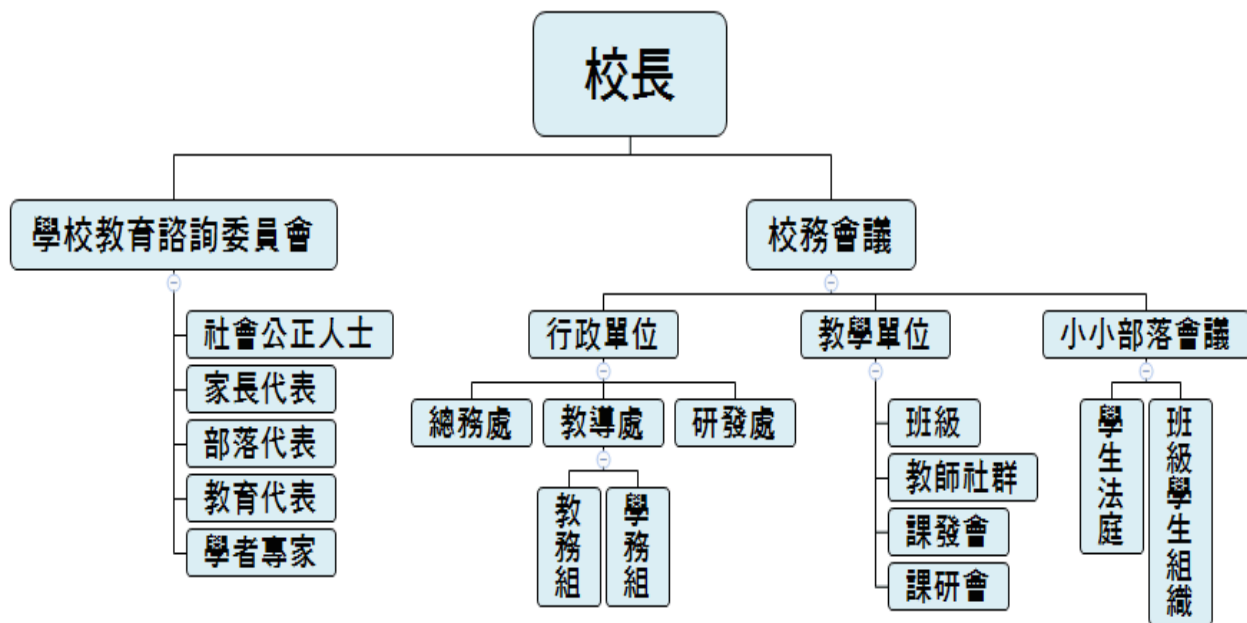 校長
學校教育諮詢委員會
校務會議
社會公正人士
家長代表
部落代表
教育代表
學者專家
行政單位
教學單位
小小部落會議
總務處
教導處
研發處
教務組
學務組
班級
教師社群
課發會
課研會
學生法庭
班級學生組織